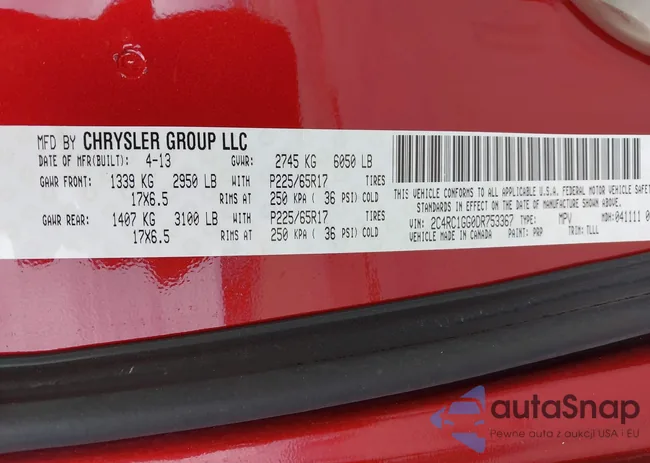 MFD BY CHRYSLER GROUP LLC
DATE OF MFR(BUILT): 4-13 GVWR: 2745 KG 6050 LB
GAWR FRONT: 1339 KG 2950 LB WITH P225/65R17 TIRES
17X6.5 RIMS AT 250 KPA ( 36 PSI) COLD
GAWR REAR: 1407 KG 3100 LB WITH P225/65R17 TIRES
17X6.5 RIMS AT 250 KPA ( 36 PSI) COLD
THIS VEHICLE CONFORMS TO ALL APPLICABLE U.S.A. FEDERAL MOTOR VEHICLE
STANDARDS IN EFFECT ON THE DATE OF MANUFACTURE SHOWN ABOVE.
VIN: 2C4RC1GG0DR753367 TYPE: MPV MDH:041111 0
VEHICLE MADE IN CANADA PAINT: PRP TRIM: TLLL
autaSnap
Pewne auta z aukcji USA i EU